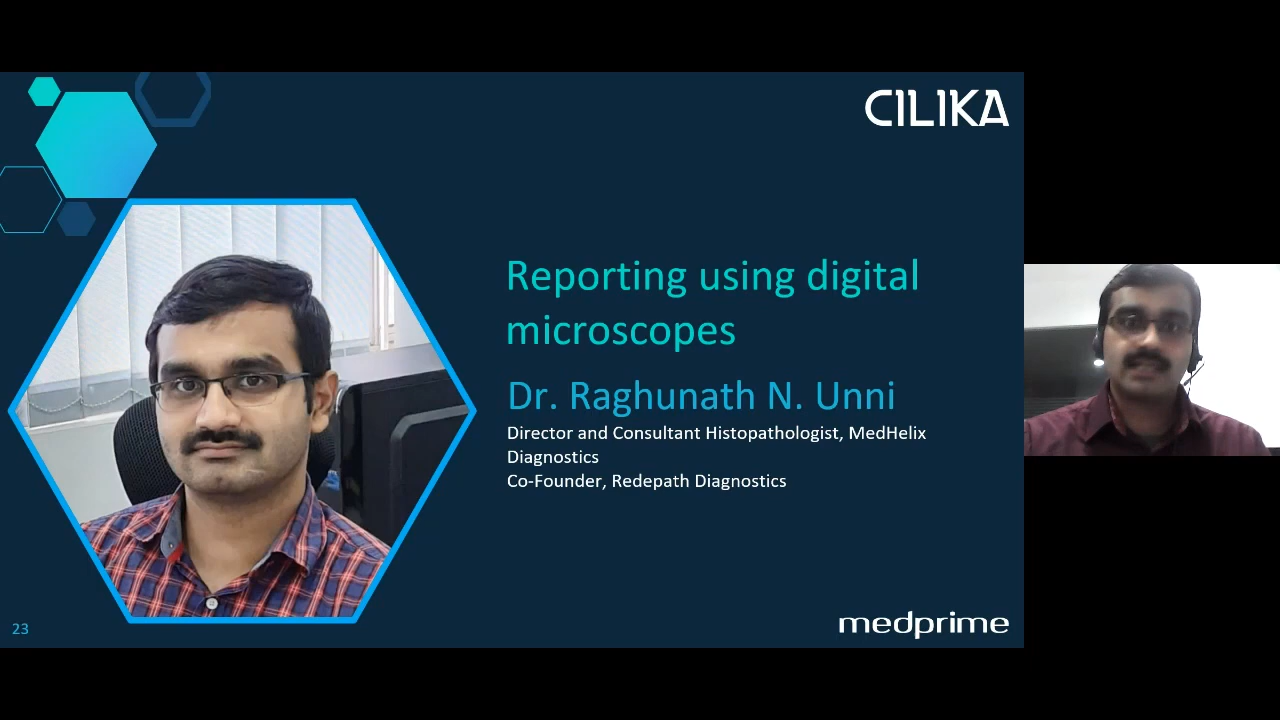 CILIKA
Reporting using digital
microscopes
Dr. Raghunath N. Unni
Director and Consultant Histopathologist, MedHelix
Diagnostics
Co-Founder, Redepath Diagnostics
23
medprime